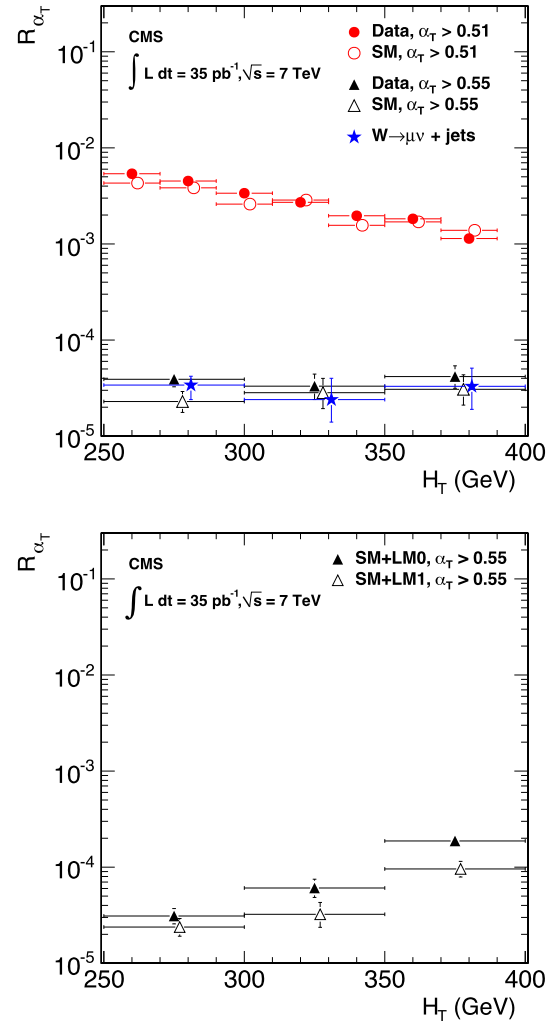 R_{α_T}
10^{-1}
10^{-2}
10^{-3}
10^{-4}
10^{-5}
CMS
∫ L dt = 35 pb^{-1}, √s = 7 TeV
Data, α_T > 0.51
SM, α_T > 0.51
Data, α_T > 0.55
SM, α_T > 0.55
W→μν + jets
250 300 350 400
H_T (GeV)
R_{α_T}
10^{-1}
10^{-2}
10^{-3}
10^{-4}
10^{-5}
CMS
∫ L dt = 35 pb^{-1}, √s = 7 TeV
SM+LM0, α_T > 0.55
SM+LM1, α_T > 0.55
250 300 350 400
H_T (GeV)